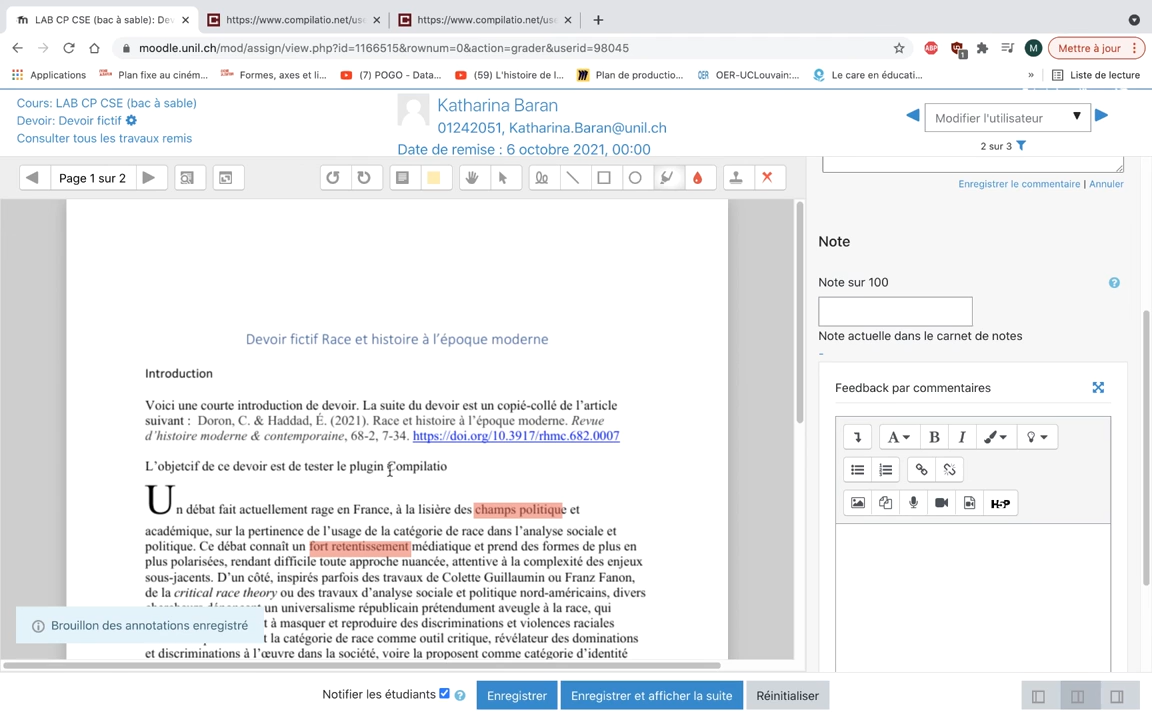 LAB CP CSE (bac à sable): De
https://www.compilatio.net/us
https://www.compilatio.net/us
moodle.unil.ch/mod/assign/view.php?id=1166515&rownum=0&action=grader&userid=98045
ABP
1
M
Mettre à jour
Applications
Plan fixe au ciném...
Formes, axes et li...
(7) POGO - Data...
(59) L'histoire de l...
Plan de productio...
OER-UCLouvain:...
Le care en éducati...
»
Liste de lecture
Cours: LAB CP CSE (bac à sable)
Devoir: Devoir fictif
Consulter tous les travaux remis
Katharina Baran
01242051, Katharina.Baran@unil.ch
Date de remise : 6 octobre 2021, 00:00
Modifier l'utilisateur
2 sur 3
Page 1 sur 2
Devoir fictif Race et histoire à l'époque moderne
Introduction
Voici une courte introduction de devoir. La suite du devoir est un copié-collé de l'article
suivant : Doron, C. & Haddad, É. (2021). Race et histoire à l'époque moderne. Revue
d'histoire moderne & contemporaine, 68-2, 7-34. https://doi.org/10.3917/rhmc.682.0007
L'objetcif de ce devoir est de tester le plugin Compilatio
Un débat fait actuellement rage en France, à la lisière des champs politique et
académique, sur la pertinence de l'usage de la catégorie de race dans l'analyse sociale et
politique. Ce débat connaît un fort retentissement médiatique et prend des formes de plus en
plus polarisées, rendant difficile toute approche nuancée, attentive à la complexité des enjeux
sous-jacents. D'un côté, inspirés parfois des travaux de Colette Guillaumin ou Franz Fanon,
de la critical race theory ou des travaux d'analyse sociale et politique nord-américains, divers
un universalisme républicain prétendument aveugle à la race, qui
t à masquer et reproduire des discriminations et violences raciales
t la catégorie de race comme outil critique, révélateur des dominations
et discriminations à l'œuvre dans la société, voire la proposent comme catégorie d'identité
Brouillon des annotations enregistré
Enregistrer le commentaire | Annuler
Note
Note sur 100
Note actuelle dans le carnet de notes
-
Feedback par commentaires
A
B
I
H-P
Notifier les étudiants
Enregistrer
Enregistrer et afficher la suite
Réinitialiser